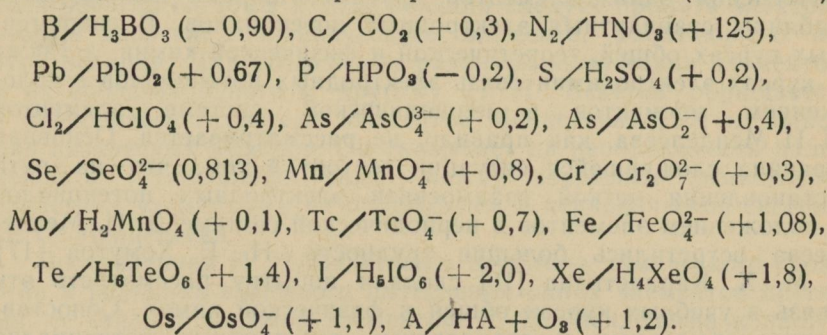 B/H₃BO₃ (− 0,90), C/CO₂ (+ 0,3), N₂/HNO₃ (+ 125),
Pb/PbO₂ (+ 0,67), P/HPO₃ (− 0,2), S/H₂SO₄ (+ 0,2),
Cl₂/HClO₄ (+ 0,4), As/AsO₄³⁻ (+ 0,2), As/AsO₂⁻ (+0,4),
Se/SeO₄²⁻ (0,813), Mn/MnO₄⁻ (+ 0,8), Cr/Cr₂O₇²⁻ (+ 0,3),
Mo/H₂MnO₄ (+ 0,1), Tc/TcO₄⁻ (+ 0,7), Fe/FeO₄²⁻ (+1,08),
Te/H₆TeO₆ (+ 1,4), I/H₅IO₆ (+ 2,0), Xe/H₄XeO₄ (+1,8),
Os/OsO₄⁻ (+ 1,1), A/HA + O₃ (+ 1,2).